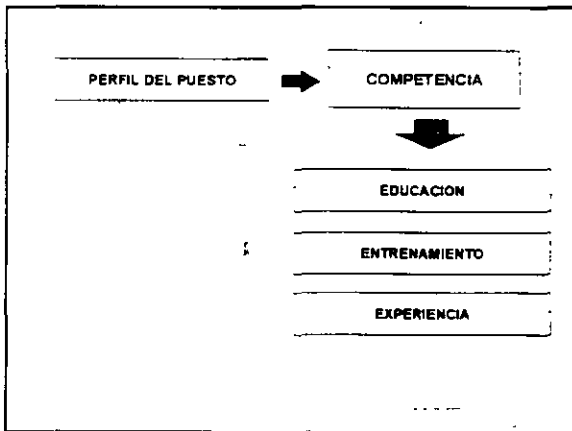 PERFIL DEL PUESTO
COMPETENCIA
EDUCACION
ENTRENAMIENTO
EXPERIENCIA